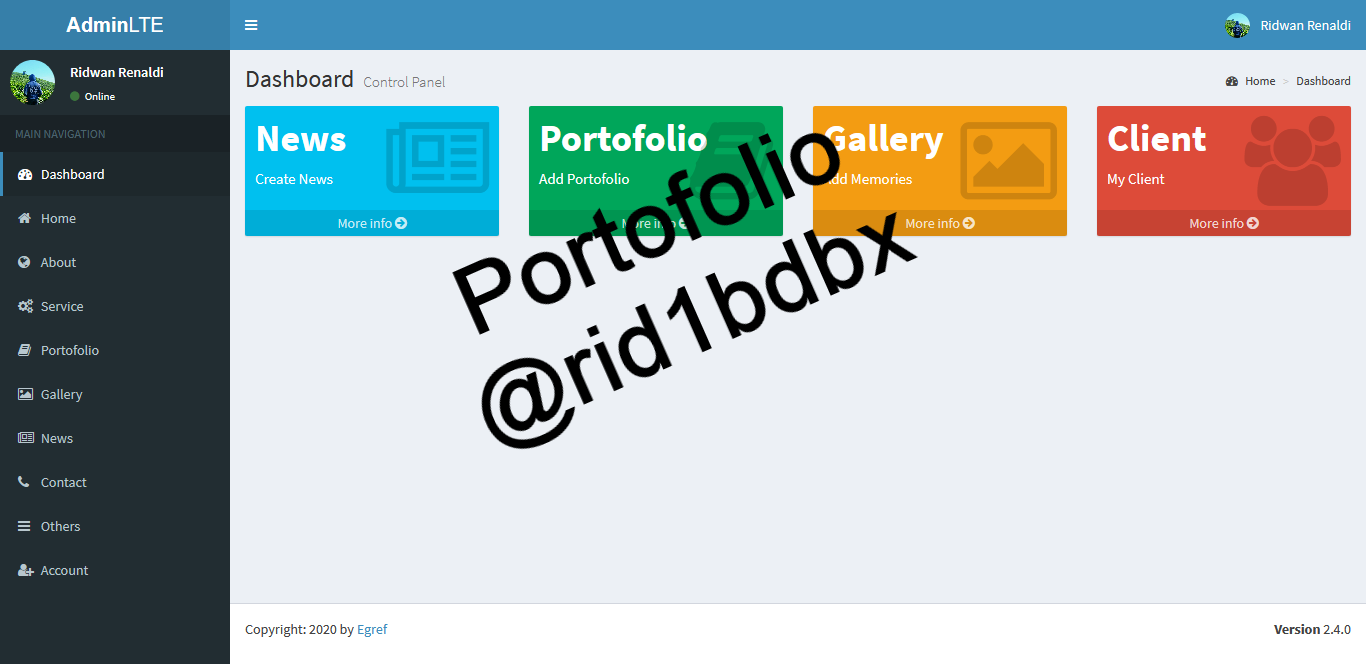 AdminLTE
Ridwan Renaldi
Ridwan Renaldi
Online
MAIN NAVIGATION
Dashboard
Home
About
Service
Portofolio
Gallery
News
Contact
Others
Account
Dashboard Control Panel
Home > Dashboard
News
Create News
More info
Portofolio
Add Portofolio
More info
Gallery
Add Memories
More info
Client
My Client
More info
Portofolio
@rid1bdbx
Copyright: 2020 by Egref
Version 2.4.0